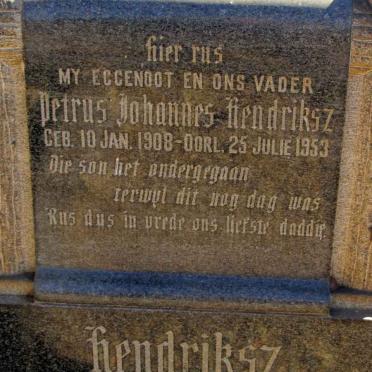 Hier rus
MY EGGENOOT EN ONS VADER
Petrus Johannes Hendriksz
GEB. 10 JAN. 1908-OORL. 25 JULIE 1953
Die son het ondergegaan
terwyl dit nog dag was
Rus dus in vrede ons liefste daddie
Hendriksz